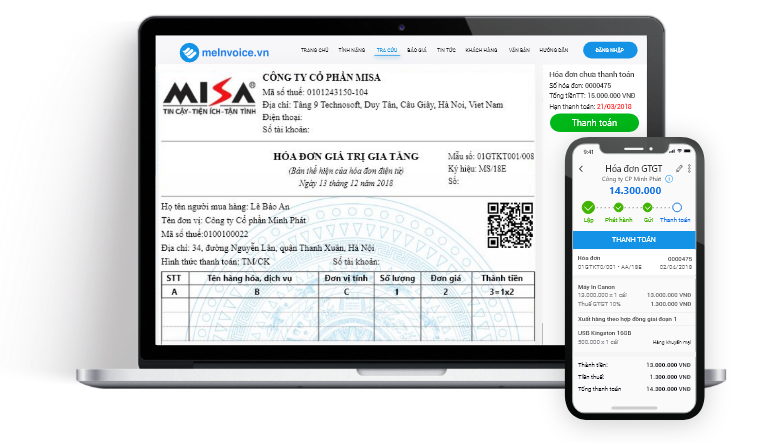 meInvoice.vn
TRANG CHỦ TÍNH NĂNG TRA CỨU BÁO GIÁ TIN TỨC KHÁCH HÀNG VĂN BẢN HƯỚNG DẪN ĐĂNG NHẬP
MISA®
TIN CẬY - TIỆN ÍCH - TẬN TÌNH
CÔNG TY CỔ PHẦN MISA
Mã số thuế: 0101243150-104
Địa chỉ: Tầng 9 Technosoft, Duy Tân, Cầu Giấy, Hà Noi, Viet Nam
Điện thoại:
Số tài khoản:
HÓA ĐƠN GIÁ TRỊ GIA TĂNG
(Bản thể hiện của hóa đơn điện tử)
Ngày 13 tháng 12 năm 2018
Mẫu số: 01GTKT001/008
Ký hiệu: MS/18E
Số:
Họ tên người mua hàng: Lê Bảo An
Tên đơn vị: Công ty Cổ phần Minh Phát
Mã số thuế:0100100022
Địa chỉ: 34, đường Nguyễn Lân, quận Thanh Xuân, Hà Nội
Hình thức thanh toán: TM/CK Số tài khoản:
STT Tên hàng hóa, dịch vụ Đơn vị tính Số lượng Đơn giá Thành tiền
A B C 1 2 3=1x2
Hóa đơn chưa thanh toán
Số hóa đơn: 0000475
Tổng tiềnTT: 15.000.000 VND
Hạn thanh toán: 21/03/2018
Thanh toán
9:41
Hóa đơn GTGT
Công ty CP Minh Phát
14.300.000
Lập Phát hành Gửi Thanh toán
THANH TOÁN
Hóa đơn 0000475
01GTKT0/001 - AA/18E 02/04/2018
Máy in Canon
13.000.000 x 1 cái 13.000.000 VND
Thuế GTGT 10% 1.300.000 VND
Xuất hàng theo hợp đồng giai đoạn 1
USB Kingston 16GB
500.000 x 1 cái Hàng khuyến mại
Thành tiền: 13.000.000 VND
Tiền thuế: 1.300.000 VND
Tổng thanh toán 14.300.000 VND